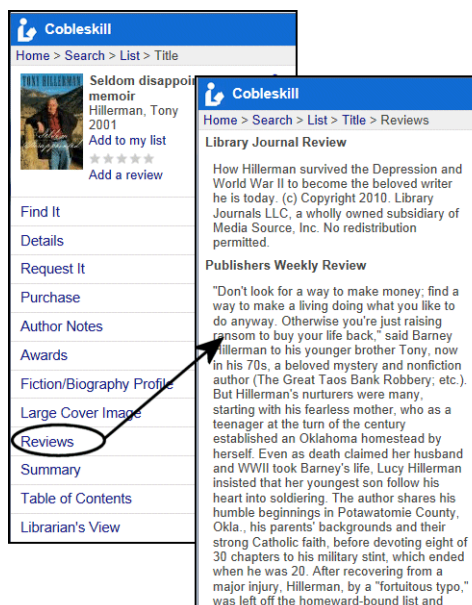 Cobleskill
Home > Search > List > Title
TONY HILLERMAN
Seldom Disappointed
Seldom
memoir
Hillerman, Tony
2001
Add to my list
Add a review
Find It
Details
Request It
Purchase
Author Notes
Awards
Fiction/Biography Profile
Large Cover Image
Reviews
Summary
Table of Contents
Librarian's View
Cobleskill
Home > Search > List > Title > Reviews
Library Journal Review
How Hillerman survived the Depression and
World War II to become the beloved writer
he is today. (c) Copyright 2010. Library
Journals LLC, a wholly owned subsidiary of
Media Source, Inc. No redistribution
permitted.
Publishers Weekly Review
"Don't look for a way to make money; find a
way to make a living doing what you like to
do anyway. Otherwise you're just raising
ransom to buy your life back," said Barney
Hillerman to his younger brother Tony, now
in his 70s, a beloved mystery and nonfiction
author (The Great Taos Bank Robbery; etc.).
But Hillerman's nurturers were many,
starting with his fearless mother, who as a
teenager at the turn of the century
established an Oklahoma homestead by
herself. Even as death claimed her husband
and WWII took Barney's life, Lucy Hillerman
insisted that her youngest son follow his
heart into soldiering. The author shares his
humble beginnings in Potawatomie County,
Okla., his parents' backgrounds and their
strong Catholic faith, before devoting eight of
30 chapters to his military stint, which ended
when he was 20. After recovering from a
major injury, Hillerman, by a "fortuitous typo,"
was left off the homeward-bound list and